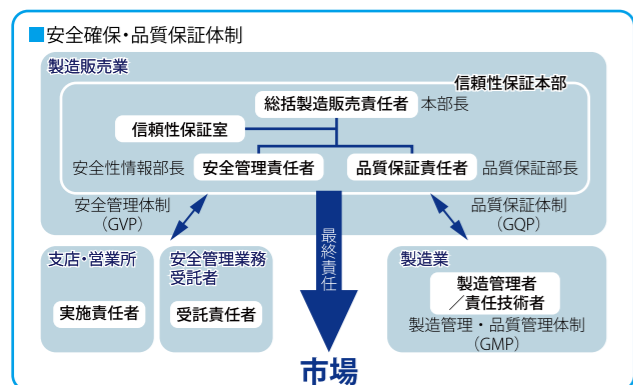 ■安全確保・品質保証体制
製造販売業
信頼性保証本部
総括製造販売責任者 本部長
信頼性保証室
安全性情報部長 安全管理責任者 品質保証責任者 品質保証部長
安全管理体制
(GVP)
品質保証体制
(GQP)
最終責任
支店・営業所
実施責任者
安全管理業務
受託者
受託責任者
製造業
製造管理者
／責任技術者
製造管理・品質管理体制
(GMP)
市場